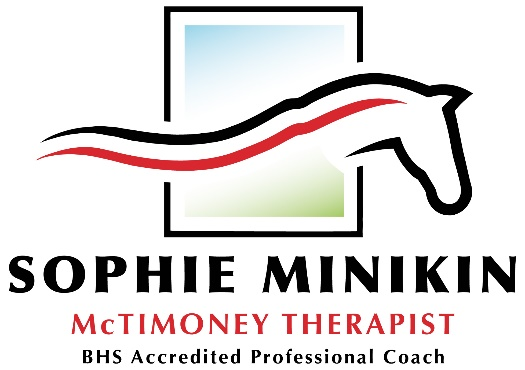 SOPHIE MINIKIN
McTIMONEY THERAPIST
BHS Accredited Professional Coach